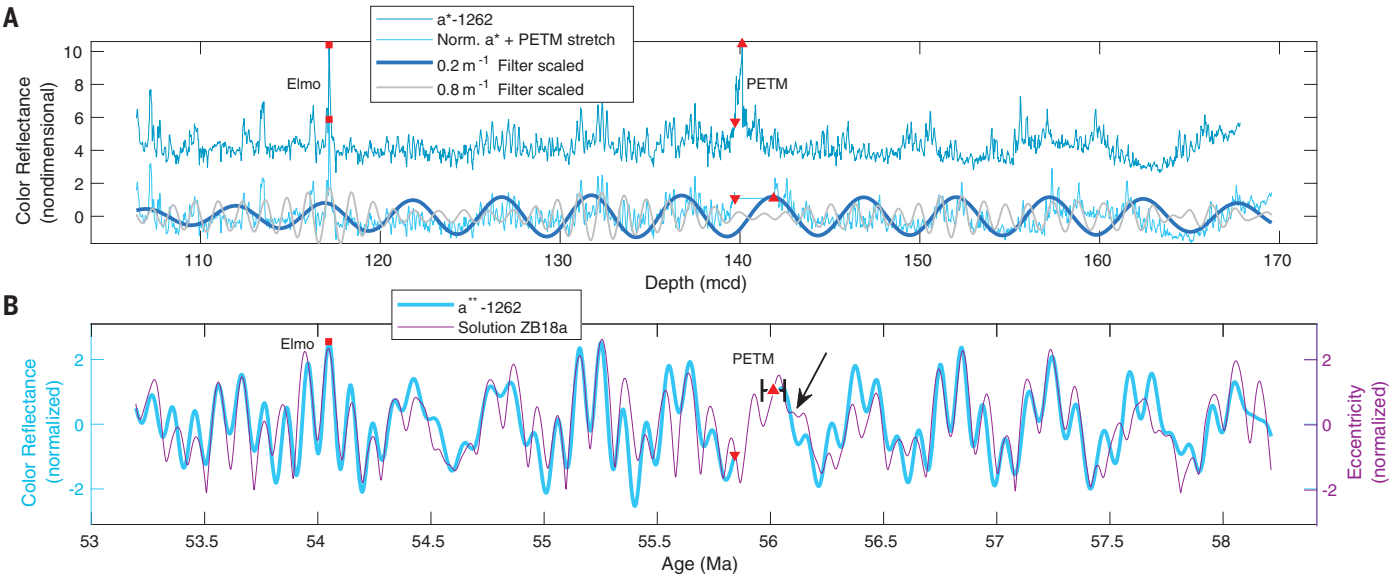 A
a*-1262
Norm. a* + PETM stretch
0.2 m⁻¹ Filter scaled
0.8 m⁻¹ Filter scaled
Color Reflectance
(nondimensional)
10
8
6
4
2
0
Elmo
PETM
110
120
130
140
150
160
170
Depth (mcd)
B
a** -1262
Solution ZB18a
Color Reflectance
(normalized)
2
0
-2
Elmo
PETM
2
0
-2
Eccentricity
(normalized)
53
53.5
54
54.5
55
55.5
56
56.5
57
57.5
58
Age (Ma)